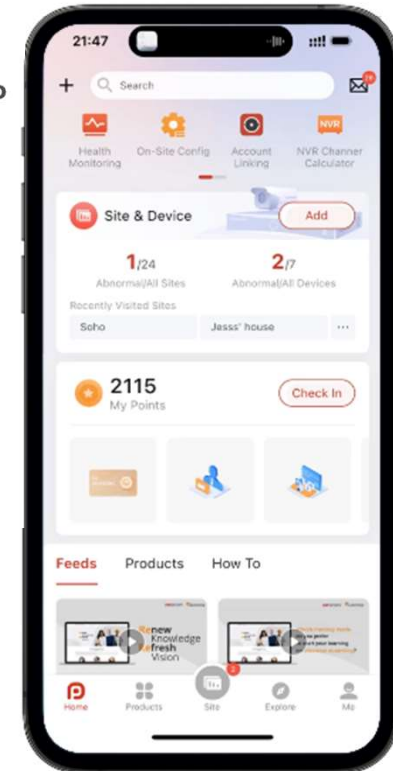 21:47
Search
Health
Monitoring
On-Site Config
Account
Linking
NVR
NVR Channer
Calculator
Site & Device
Add
1/24
Abnormal/All Sites
2/7
Abnormal/All Devices
Recently Visited Sites
Soho
Jesss' house
...
2115
My Points
Check In
Feeds
Products
How To
Renew
Knowledge
Refresh
Vision
2
Home
Products
Site
Explore
Me